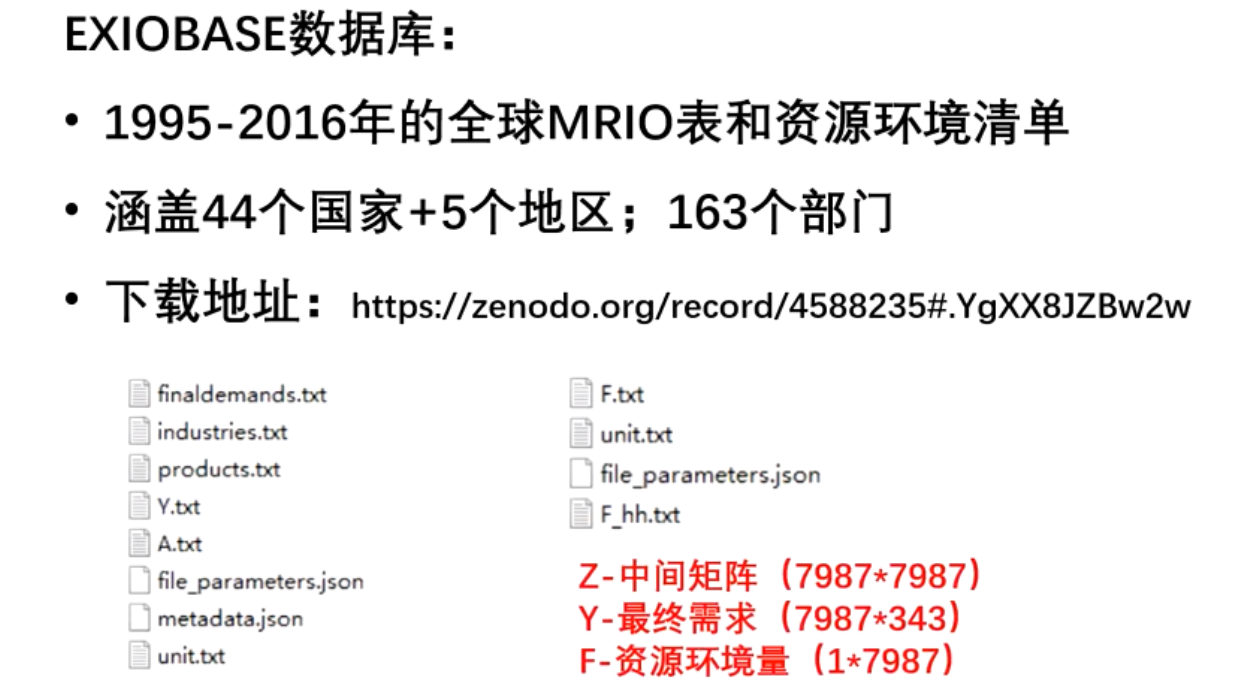 EXIOBASE数据库：
• 1995-2016年的全球MRIO表和资源环境清单
• 涵盖44个国家+5个地区；163个部门
• 下载地址：https://zenodo.org/record/4588235#.YgXX8JZBw2w
finaldemands.txt
industries.txt
products.txt
Y.txt
A.txt
file_parameters.json
metadata.json
unit.txt
F.txt
unit.txt
file_parameters.json
F_hh.txt
Z-中间矩阵（7987*7987）
Y-最终需求（7987*343）
F-资源环境量（1*7987）